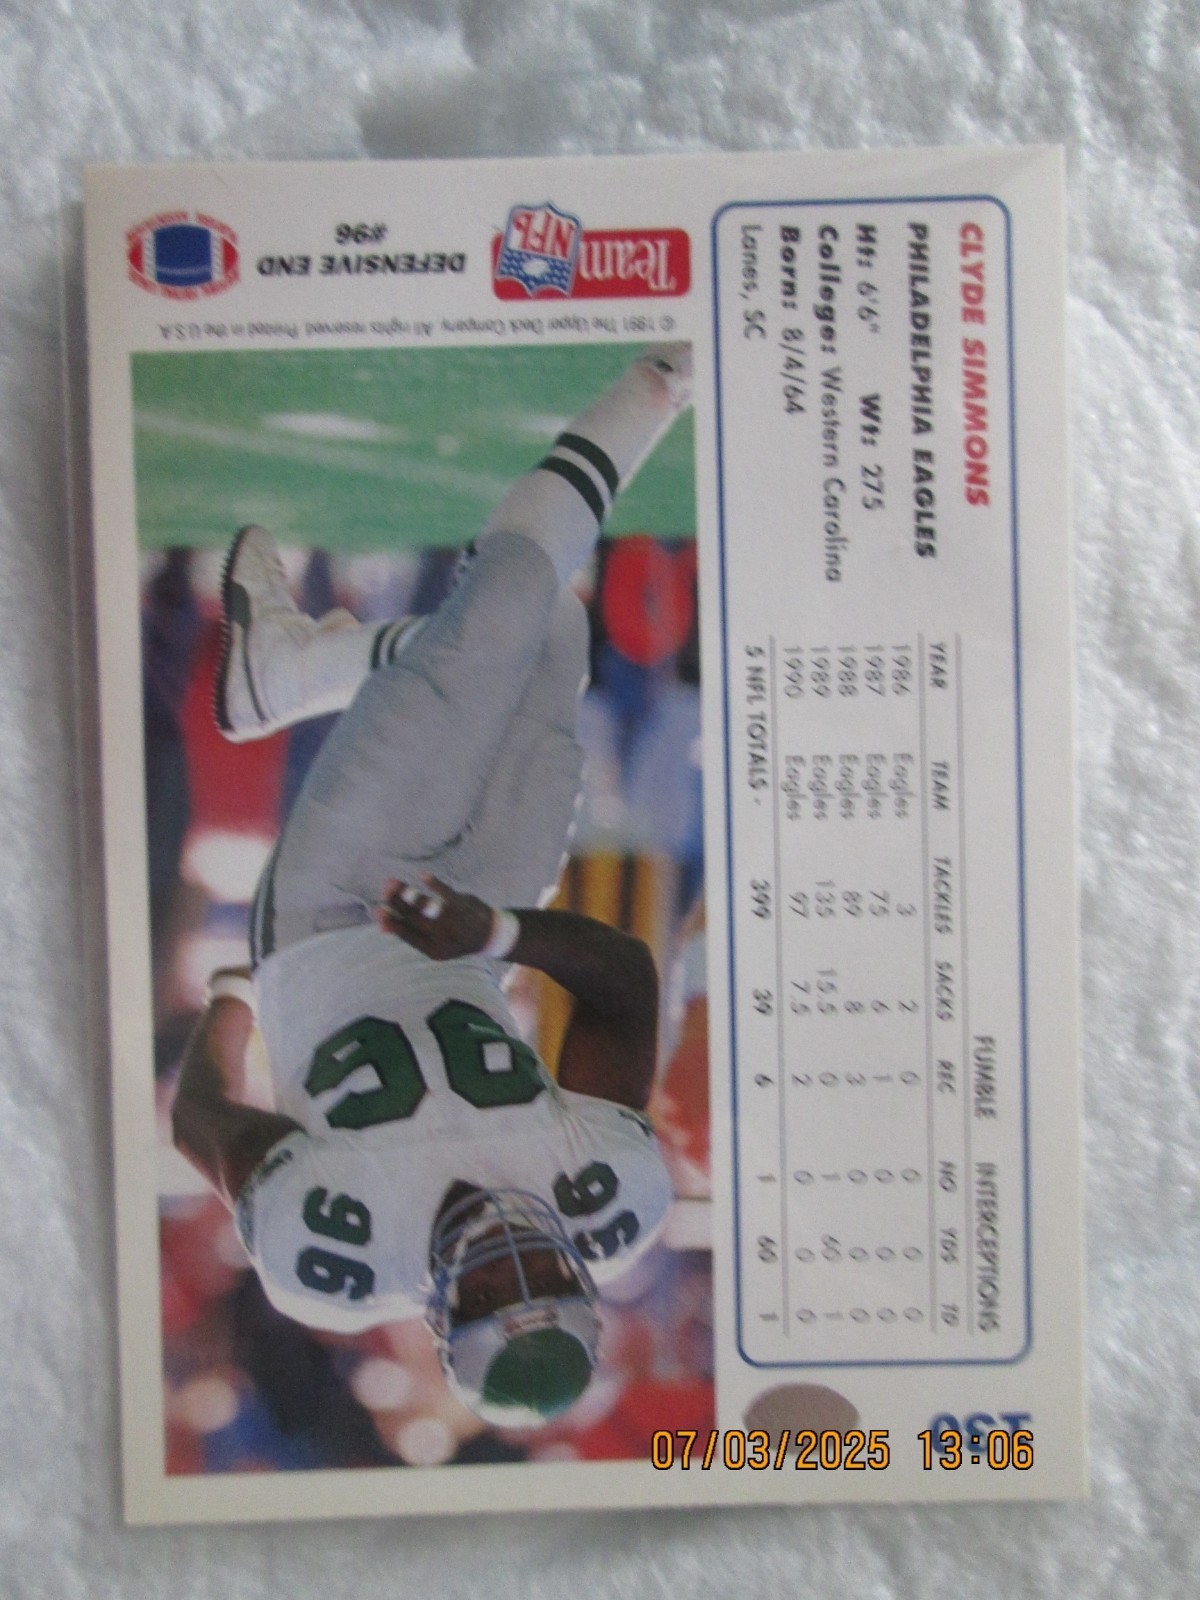 130
CLYDE SIMMONS
PHILADELPHIA EAGLES
Ht: 6'6" Wt: 275
College: Western Carolina
Born: 8/4/64
Lanes, SC
FUMBLE INTERCEPTIONS
YEAR TEAM TACKLES SACKS REC NO YDS TD
1986 Eagles 3 2 0 0 0 0
1987 Eagles 75 6 1 0 0 0
1988 Eagles 89 8 3 0 0 0
1989 Eagles 135 15.5 0 1 60 1
1990 Eagles 97 7.5 2 0 0 0
5 NFL TOTALS - 399 39 6 1 60 1
96
96
96
© 1991 The Upper Deck Company. All rights reserved. Printed in the U.S.A.
Team NFL
DEFENSIVE END
#96
07/03/2025 13:06